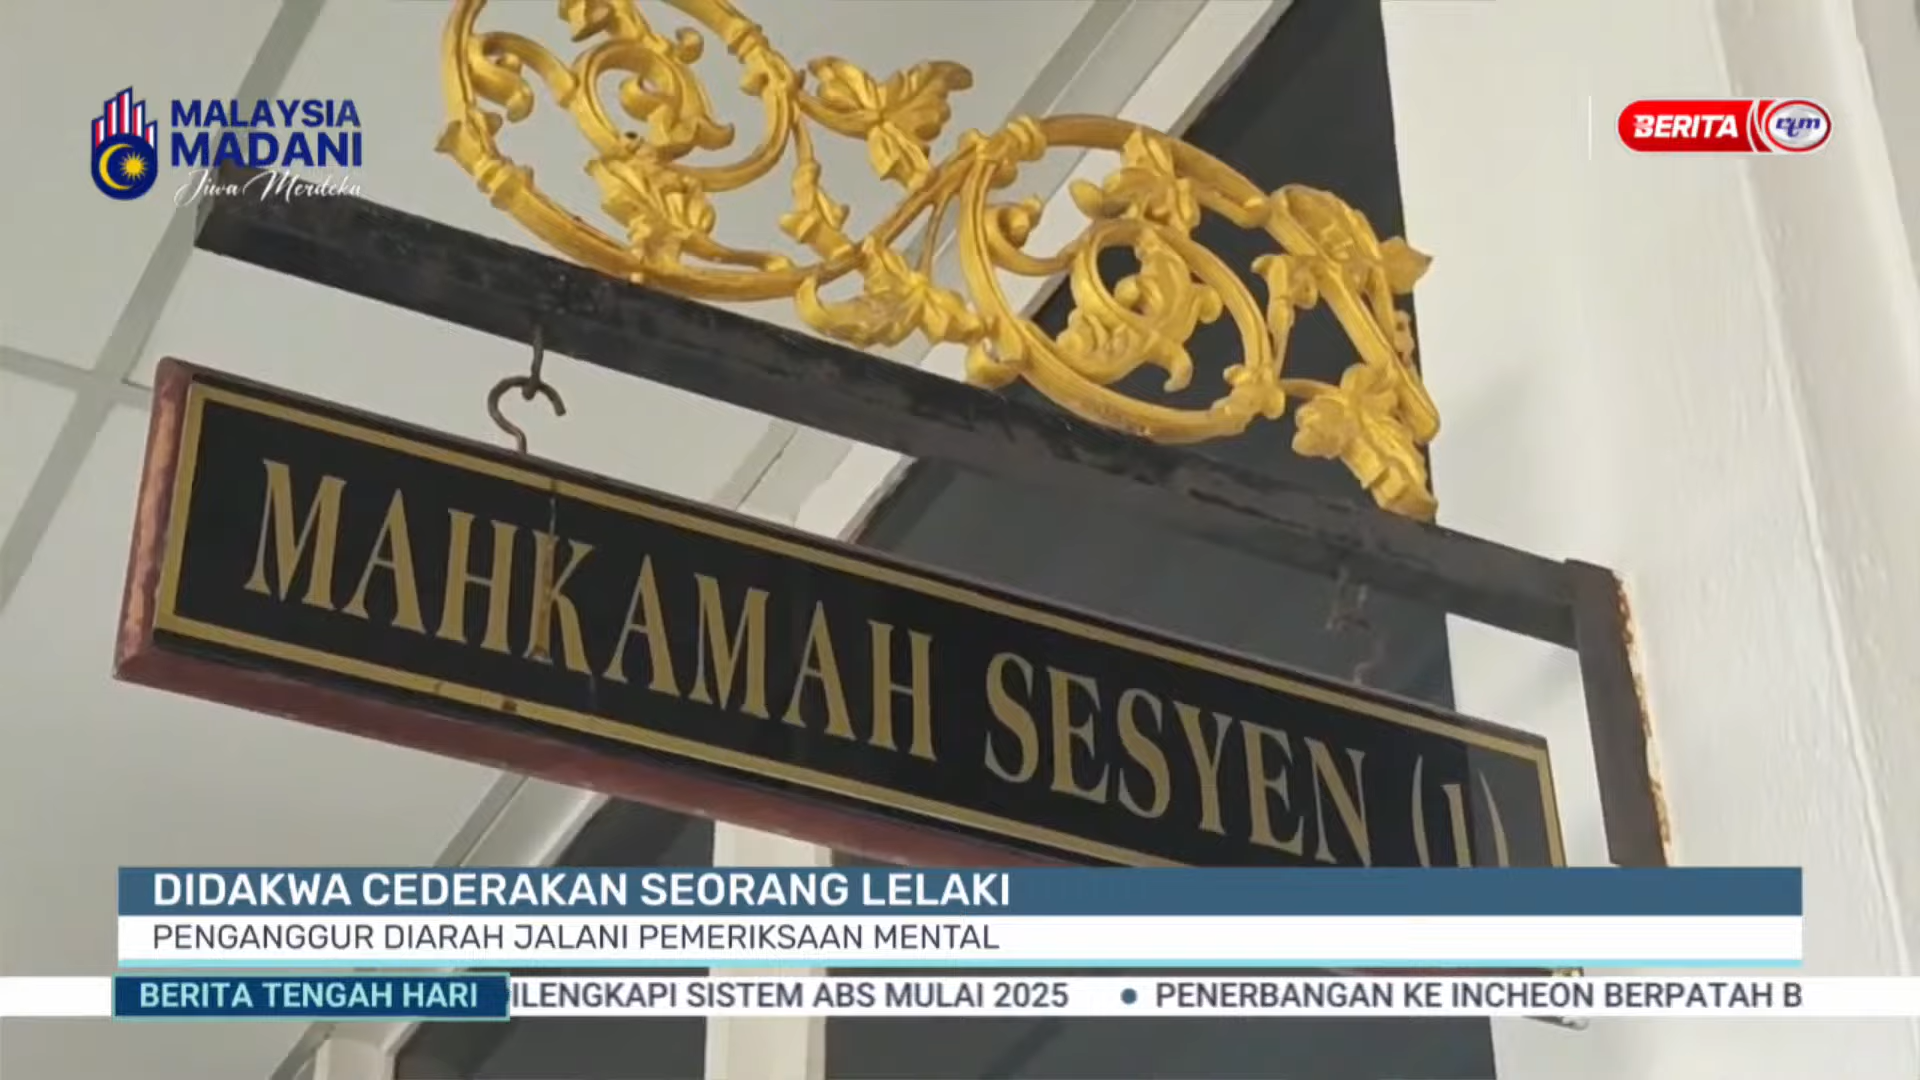 MALAYSIA
MADANI
Jiwa Merdeka
BERITA rtm
MAHKAMAH SESYEN (1)
DIDAKWA CEDERAKAN SEORANG LELAKI
PENGANGGUR DIARAH JALANI PEMERIKSAAN MENTAL
BERITA TENGAH HARI
ILENGKAPI SISTEM ABS MULAI 2025 • PENERBANGAN KE INCHEON BERPATAH B